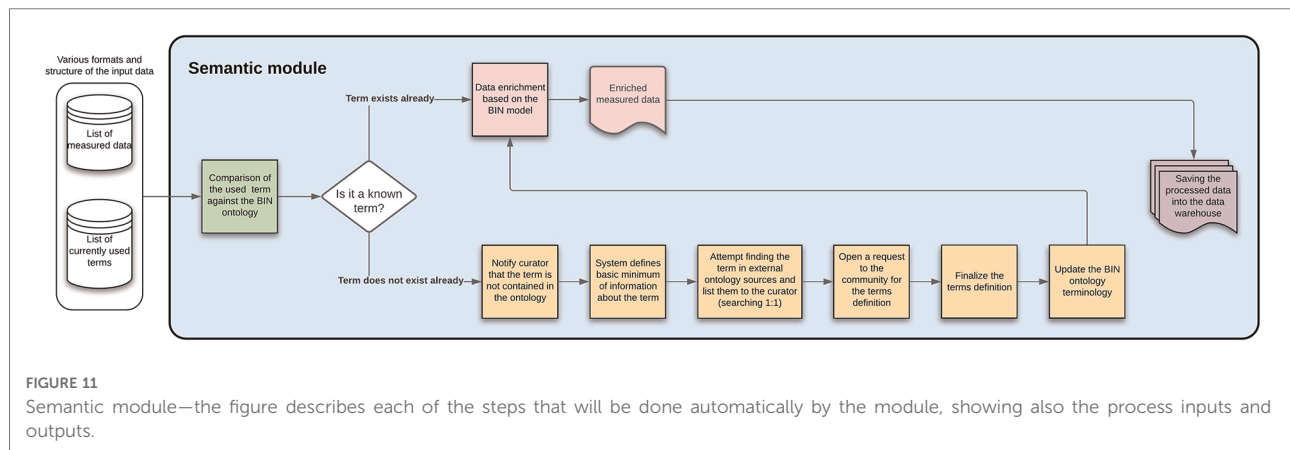 Various formats and
structure of the input data
List of
measured data
List of
currently used
terms
Semantic module
Comparison of
the used term
against the BIN
ontology
Is it a known
term?
Term exists already
Data enrichment
based on the
BIN model
Enriched
measured data
Saving the
processed data
into the data
warehouse
Term does not exist already
Notify curator
that the term is
not contained in
the ontology
System defines
basic minimum
of information
about the term
Attempt finding the
term in external
ontology sources and
list them to the curator
(searching 1:1)
Open a request
to the
community for
the terms
definition
Finalize the
terms definition
Update the BIN
ontology
terminology
FIGURE 11
Semantic module—the figure describes each of the steps that will be done automatically by the module, showing also the process inputs and
outputs.